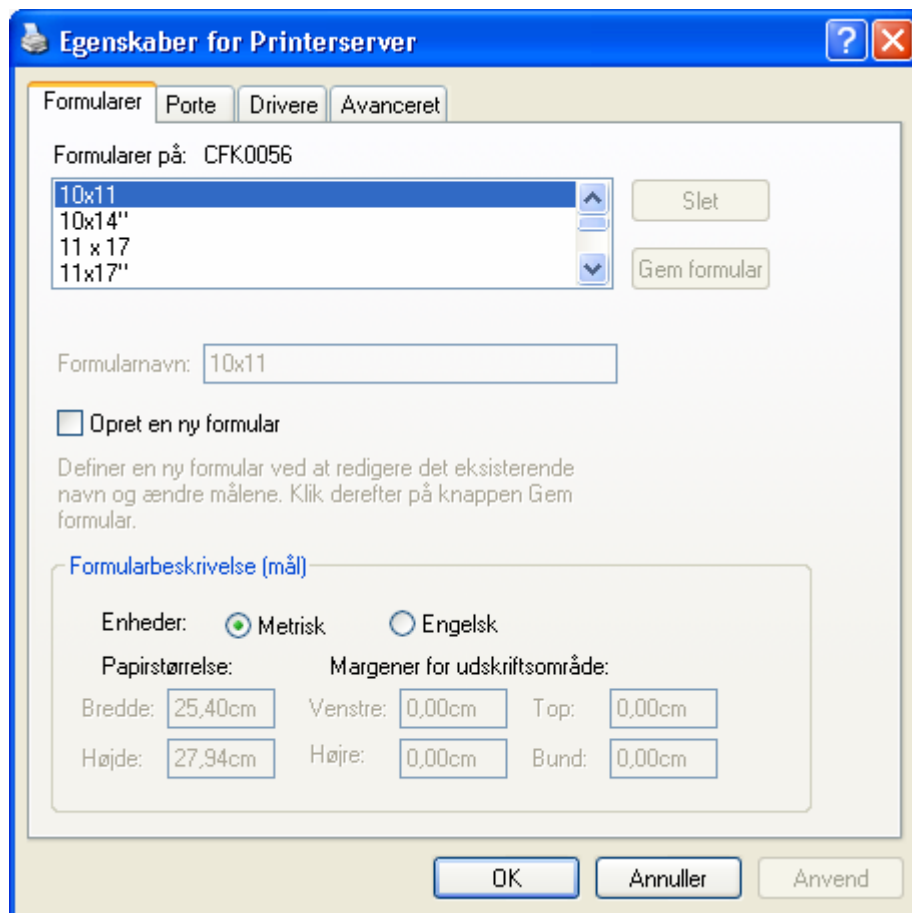 Egenskaber for Printerserver
Formularer Porte Drivere Avanceret
Formularer på: CFK0056
10x11
10x14"
11 x 17
11x17"
Slet
Gem formular
Formularnavn: 10x11
Opret en ny formular
Definer en ny formular ved at redigere det eksisterende
navn og ændre målene. Klik derefter på knappen Gem
formular.
Formularbeskrivelse (mål)
Enheder: Metrisk Engelsk
Papirstørrelse: Margener for udskriftsområde:
Bredde: 25,40cm Venstre: 0,00cm Top: 0,00cm
Højde: 27,94cm Højre: 0,00cm Bund: 0,00cm
OK Annuller Anvend